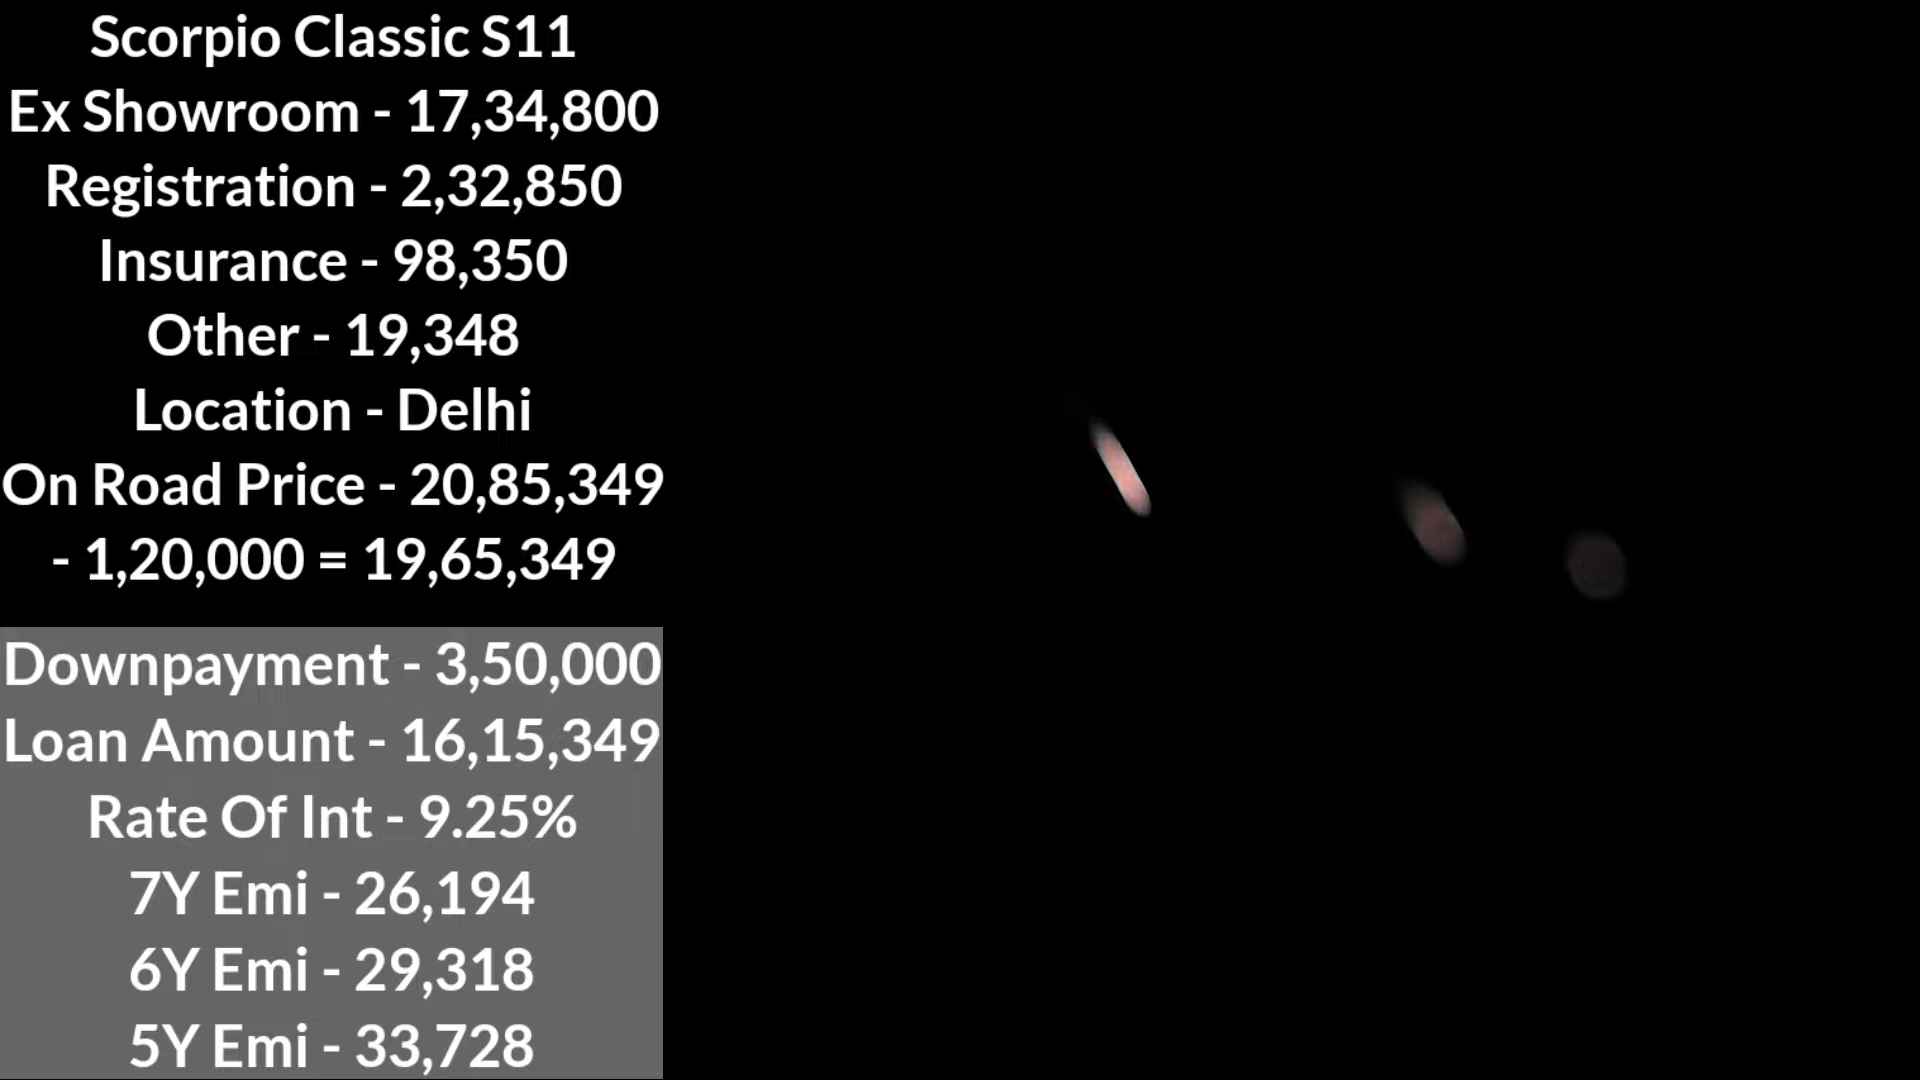 Scorpio Classic S11
Ex Showroom - 17,34,800
Registration - 2,32,850
Insurance - 98,350
Other - 19,348
Location - Delhi
On Road Price - 20,85,349
- 1,20,000 = 19,65,349
Downpayment - 3,50,000
Loan Amount - 16,15,349
Rate Of Int - 9.25%
7Y Emi - 26,194
6Y Emi - 29,318
5Y Emi - 33,728